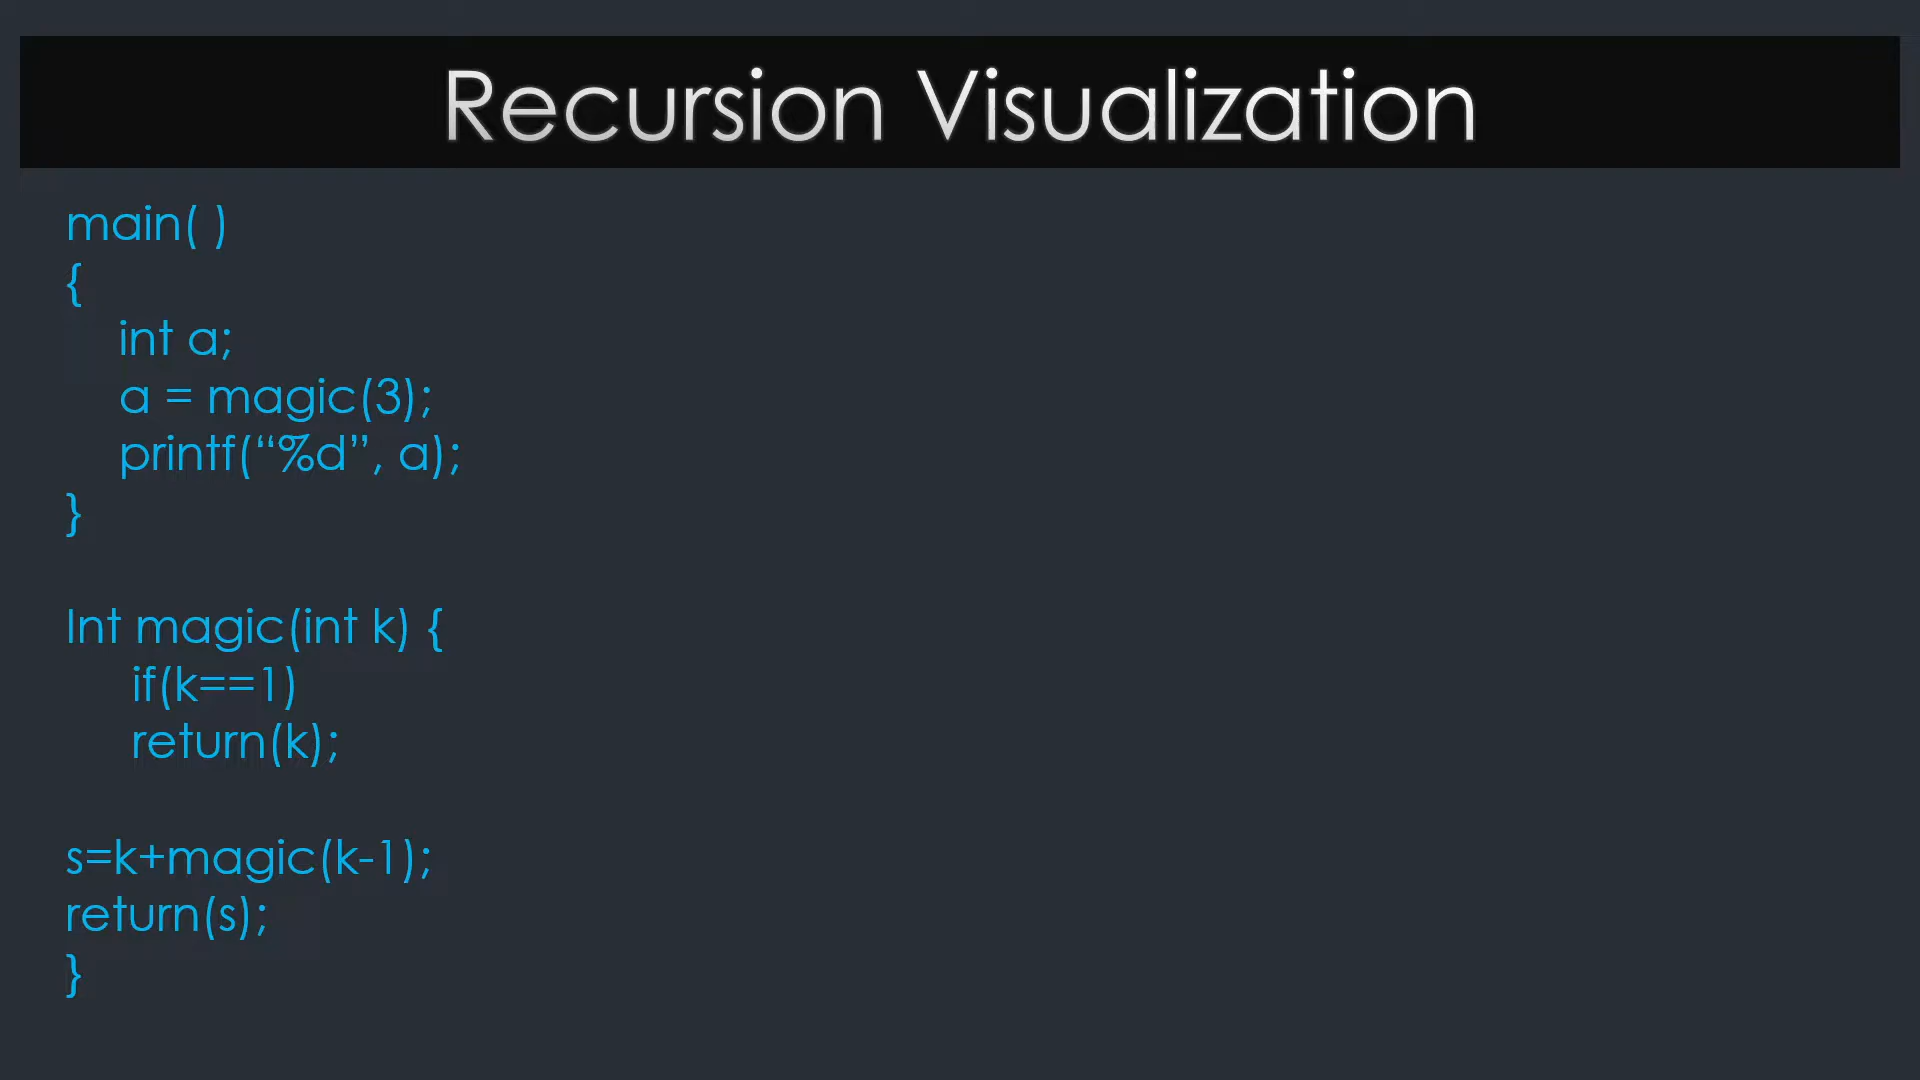 Recursion Visualization
main( )
{
int a;
a = magic(3);
printf(“%d”, a);
}
Int magic(int k) {
if(k==1)
return(k);
s=k+magic(k-1);
return(s);
}